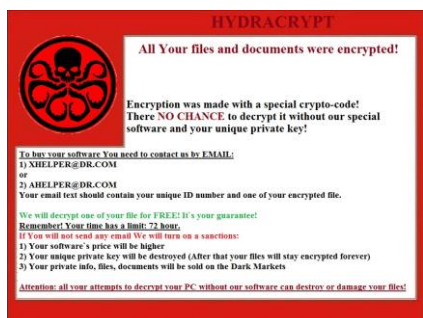 HYDRACRYPT
All Your files and documents were encrypted!
Encryption was made with a special crypto-code!
There NO CHANCE to decrypt it without our special
software and your unique private key!
To buy your software You need to contact us by EMAIL:
1) XHELPER@DR.COM
or
2) AHELPER@DR.COM
Your email text should contain your unique ID number and one of your encrypted file.
We will decrypt one of your file for FREE! It`s your guarantee!
Remember! Your time has a limit: 72 hour.
If You will not send any email We will turn on a sanctions:
1) Your software`s price will be higher
2) Your unique private key will be destroyed (After that your files will stay encrypted forever)
3) Your private info, files, documents will be sold on the Dark Markets
Attention: all your attempts to decrypt your PC without our software can destroy or damage your files!